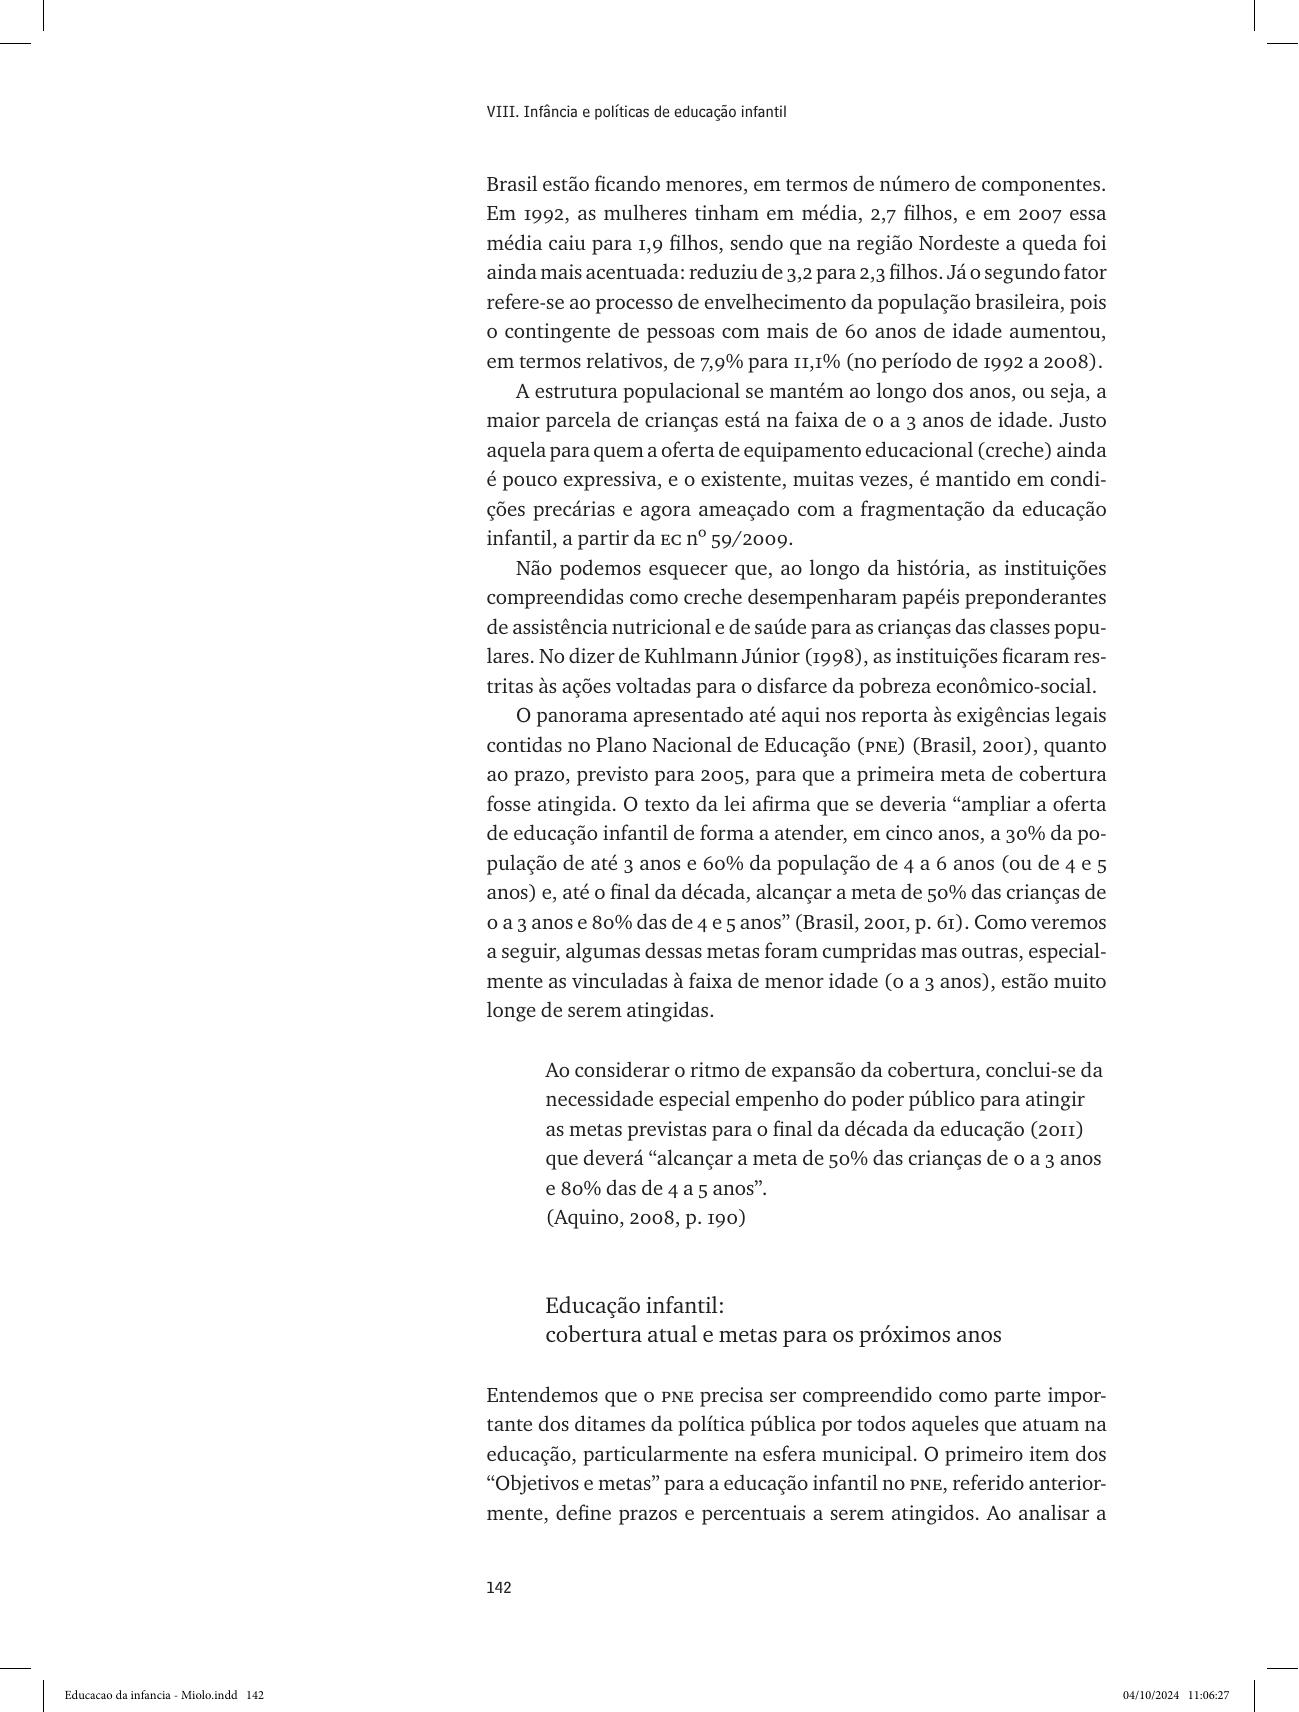 VIII. Infância e políticas de educação infantil
Brasil estão ficando menores, em termos de número de componentes.
Em 1992, as mulheres tinham em média, 2,7 filhos, e em 2007 essa
média caiu para 1,9 filhos, sendo que na região Nordeste a queda foi
ainda mais acentuada: reduziu de 3,2 para 2,3 filhos. Já o segundo fator
refere-se ao processo de envelhecimento da população brasileira, pois
o contingente de pessoas com mais de 60 anos de idade aumentou,
em termos relativos, de 7,9% para 11,1% (no período de 1992 a 2008).
A estrutura populacional se mantém ao longo dos anos, ou seja, a
maior parcela de crianças está na faixa de 0 a 3 anos de idade. Justo
aquela para quem a oferta de equipamento educacional (creche) ainda
é pouco expressiva, e o existente, muitas vezes, é mantido em condi-
ções precárias e agora ameaçado com a fragmentação da educação
infantil, a partir da EC nº 59/2009.
Não podemos esquecer que, ao longo da história, as instituições
compreendidas como creche desempenharam papéis preponderantes
de assistência nutricional e de saúde para as crianças das classes popu-
lares. No dizer de Kuhlmann Júnior (1998), as instituições ficaram res-
tritas às ações voltadas para o disfarce da pobreza econômico-social.
O panorama apresentado até aqui nos reporta às exigências legais
contidas no Plano Nacional de Educação (PNE) (Brasil, 2001), quanto
ao prazo, previsto para 2005, para que a primeira meta de cobertura
fosse atingida. O texto da lei afirma que se deveria “ampliar a oferta
de educação infantil de forma a atender, em cinco anos, a 30% da po-
pulação de até 3 anos e 60% da população de 4 a 6 anos (ou de 4 e 5
anos) e, até o final da década, alcançar a meta de 50% das crianças de
0 a 3 anos e 80% das de 4 e 5 anos” (Brasil, 2001, p. 61). Como veremos
a seguir, algumas dessas metas foram cumpridas mas outras, especial-
mente as vinculadas à faixa de menor idade (0 a 3 anos), estão muito
longe de serem atingidas.
Ao considerar o ritmo de expansão da cobertura, conclui-se da
necessidade especial empenho do poder público para atingir
as metas previstas para o final da década da educação (2011)
que deverá “alcançar a meta de 50% das crianças de 0 a 3 anos
e 80% das de 4 a 5 anos”.
(Aquino, 2008, p. 190)
Educação infantil:
cobertura atual e metas para os próximos anos
Entendemos que o PNE precisa ser compreendido como parte impor-
tante dos ditames da política pública por todos aqueles que atuam na
educação, particularmente na esfera municipal. O primeiro item dos
“Objetivos e metas” para a educação infantil no PNE, referido anterior-
mente, define prazos e percentuais a serem atingidos. Ao analisar a
142
Educacao da infancia - Miolo.indd 142
04/10/2024 11:06:27